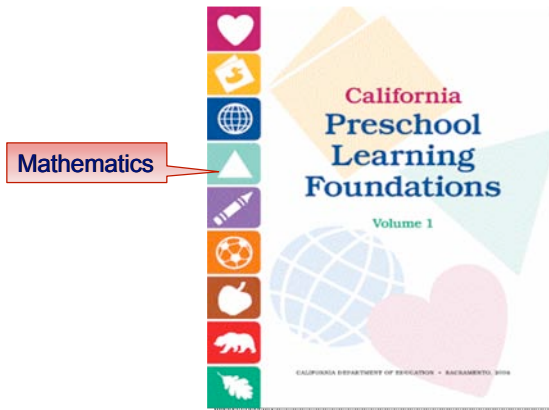 Mathematics
California
Preschool
Learning
Foundations
Volume 1
CALIFORNIA DEPARTMENT OF EDUCATION • SACRAMENTO, 2008